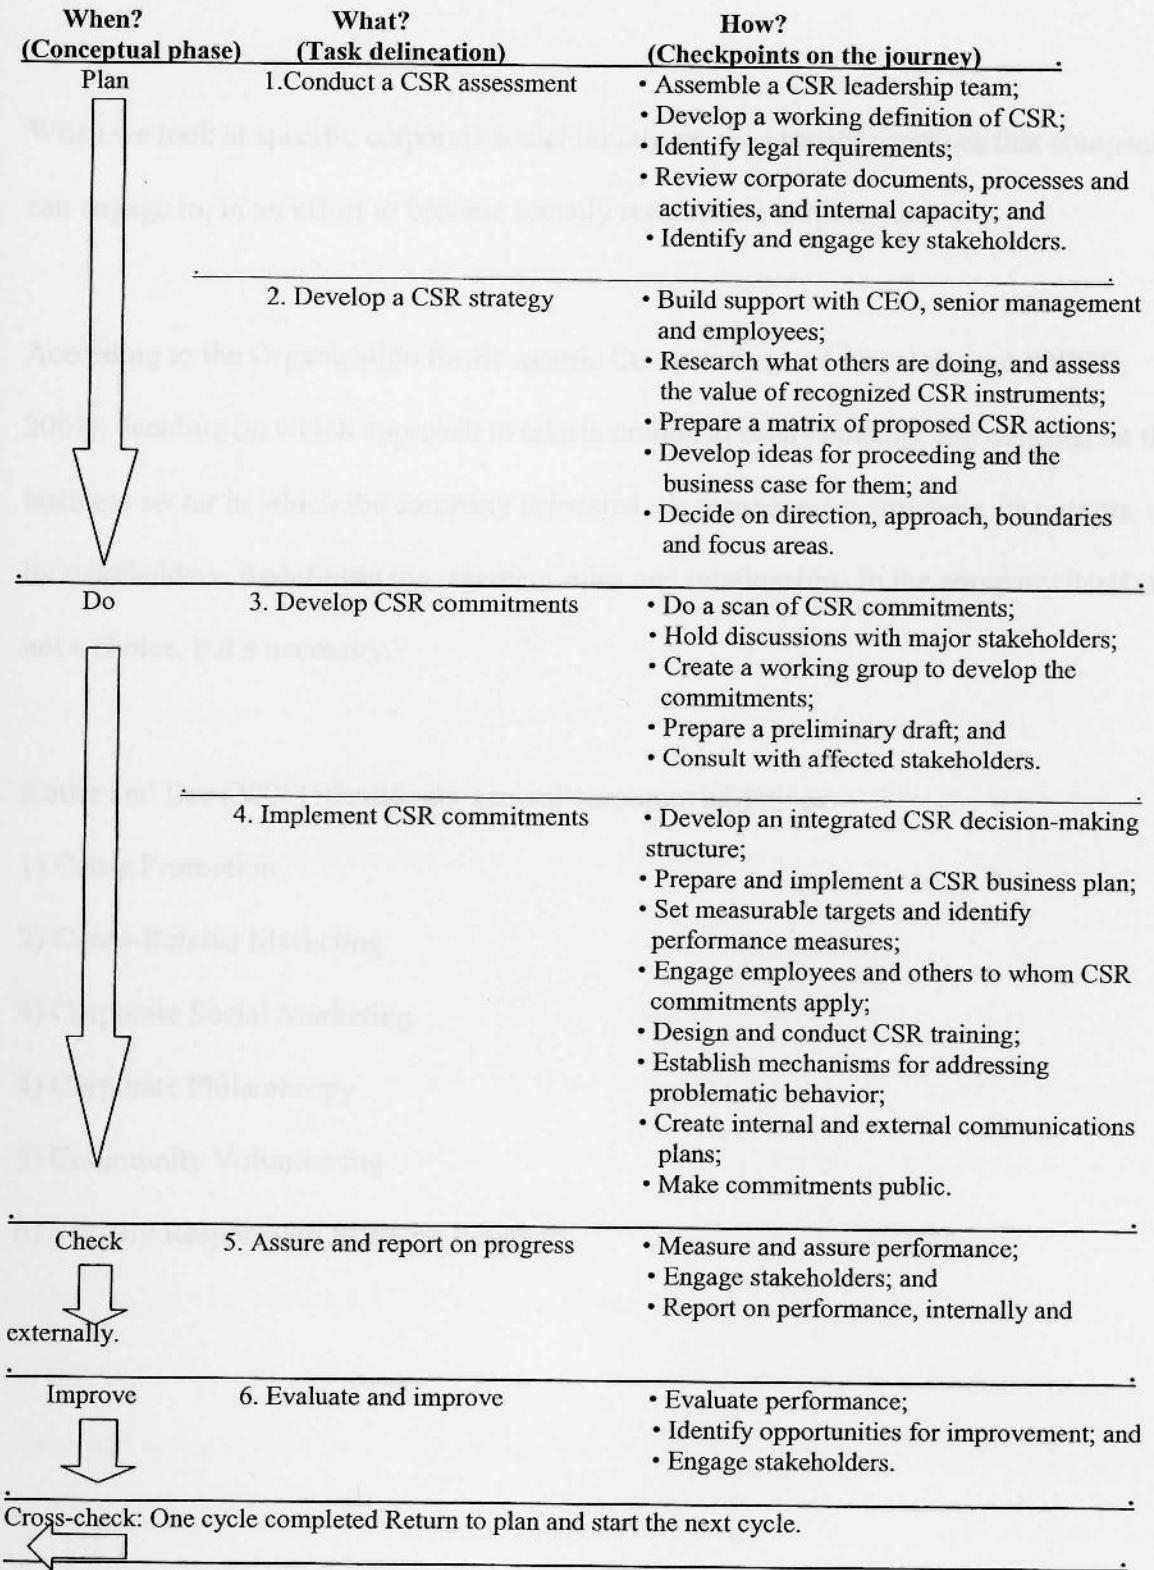 When? What? How?
(Conceptual phase) (Task delineation) (Checkpoints on the journey)
Plan 1.Conduct a CSR assessment • Assemble a CSR leadership team;
• Develop a working definition of CSR;
• Identify legal requirements;
• Review corporate documents, processes and
activities, and internal capacity; and
• Identify and engage key stakeholders.
2. Develop a CSR strategy • Build support with CEO, senior management
and employees;
• Research what others are doing, and assess
the value of recognized CSR instruments;
• Prepare a matrix of proposed CSR actions;
• Develop ideas for proceeding and the
business case for them; and
• Decide on direction, approach, boundaries
and focus areas.
Do 3. Develop CSR commitments • Do a scan of CSR commitments;
• Hold discussions with major stakeholders;
• Create a working group to develop the
commitments;
• Prepare a preliminary draft; and
• Consult with affected stakeholders.
4. Implement CSR commitments • Develop an integrated CSR decision-making
structure;
• Prepare and implement a CSR business plan;
• Set measurable targets and identify
performance measures;
• Engage employees and others to whom CSR
commitments apply;
• Design and conduct CSR training;
• Establish mechanisms for addressing
problematic behavior;
• Create internal and external communications
plans;
• Make commitments public.
Check 5. Assure and report on progress • Measure and assure performance;
• Engage stakeholders; and
• Report on performance, internally and
externally.
Improve 6. Evaluate and improve • Evaluate performance;
• Identify opportunities for improvement; and
• Engage stakeholders.
Cross-check: One cycle completed Return to plan and start the next cycle.